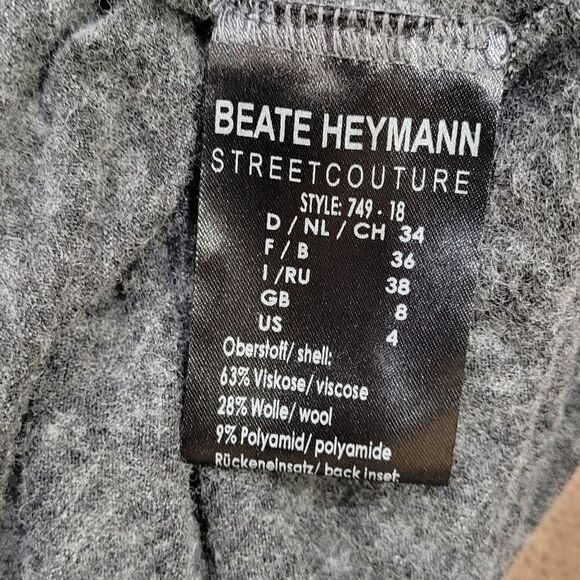 BEATE HEYMANN
STREETCOUTURE
STYLE: 749 - 18
D / NL / CH 34
F / B 36
I /RU 38
GB 8
US 4
Oberstoff/ shell:
63% Viskose/ viscose
28% Wolle/ wool
9% Polyamid/ polyamide
Rückeneinsatz/ back inset: